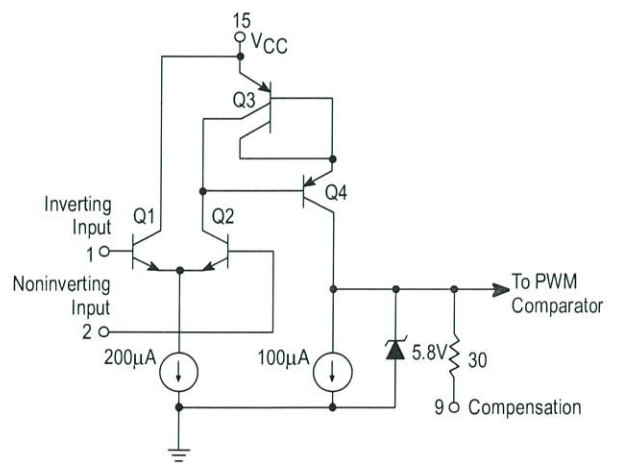 15
VCC
Q3
Q4
Inverting
Input
Q1
Q2
1
Noninverting
Input
2
To PWM
Comparator
200μA
100μA
5.8V
30
9
Compensation